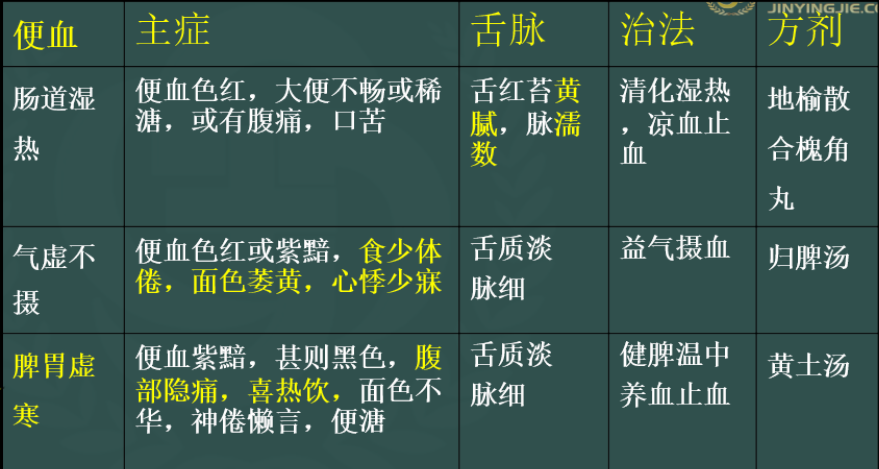 JINYINGJIE.C
便血 主症 舌脉 治法 方剂
肠道湿
热
便血色红，大便不畅或稀
溏，或有腹痛，口苦
舌红苔黄
腻，脉濡
数
清化湿热
，凉血止
血
地榆散
合槐角
丸
气虚不
摄
便血色红或紫黯，食少体
倦，面色萎黄，心悸少寐
舌质淡
脉细
益气摄血
归脾汤
脾胃虚
寒
便血紫黯，甚则黑色，腹
部隐痛，喜热饮，面色不
华，神倦懒言，便溏
舌质淡
脉细
健脾温中
养血止血
黄土汤